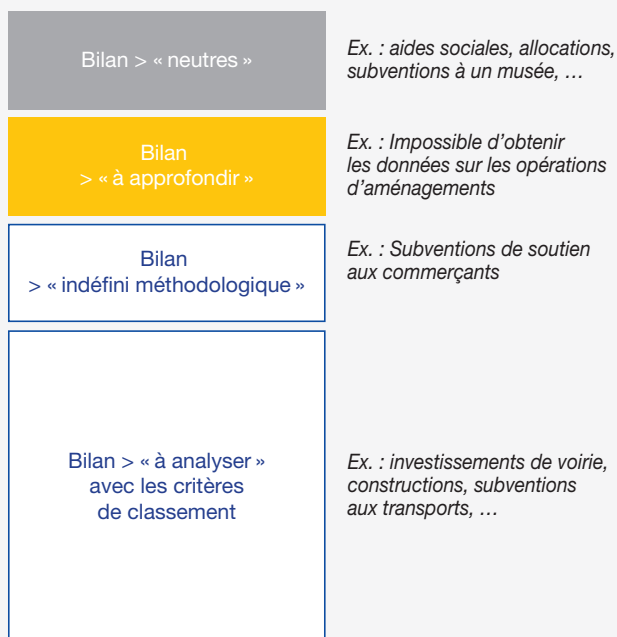 Bilan > « neutres »
Ex. : aides sociales, allocations,
subventions à un musée, …
Bilan
> « à approfondir »
Ex. : Impossible d’obtenir
les données sur les opérations
d’aménagements
Bilan
> « indéfini méthodologique »
Ex. : Subventions de soutien
aux commerçants
Bilan > « à analyser »
avec les critères
de classement
Ex. : investissements de voirie,
constructions, subventions
aux transports, …